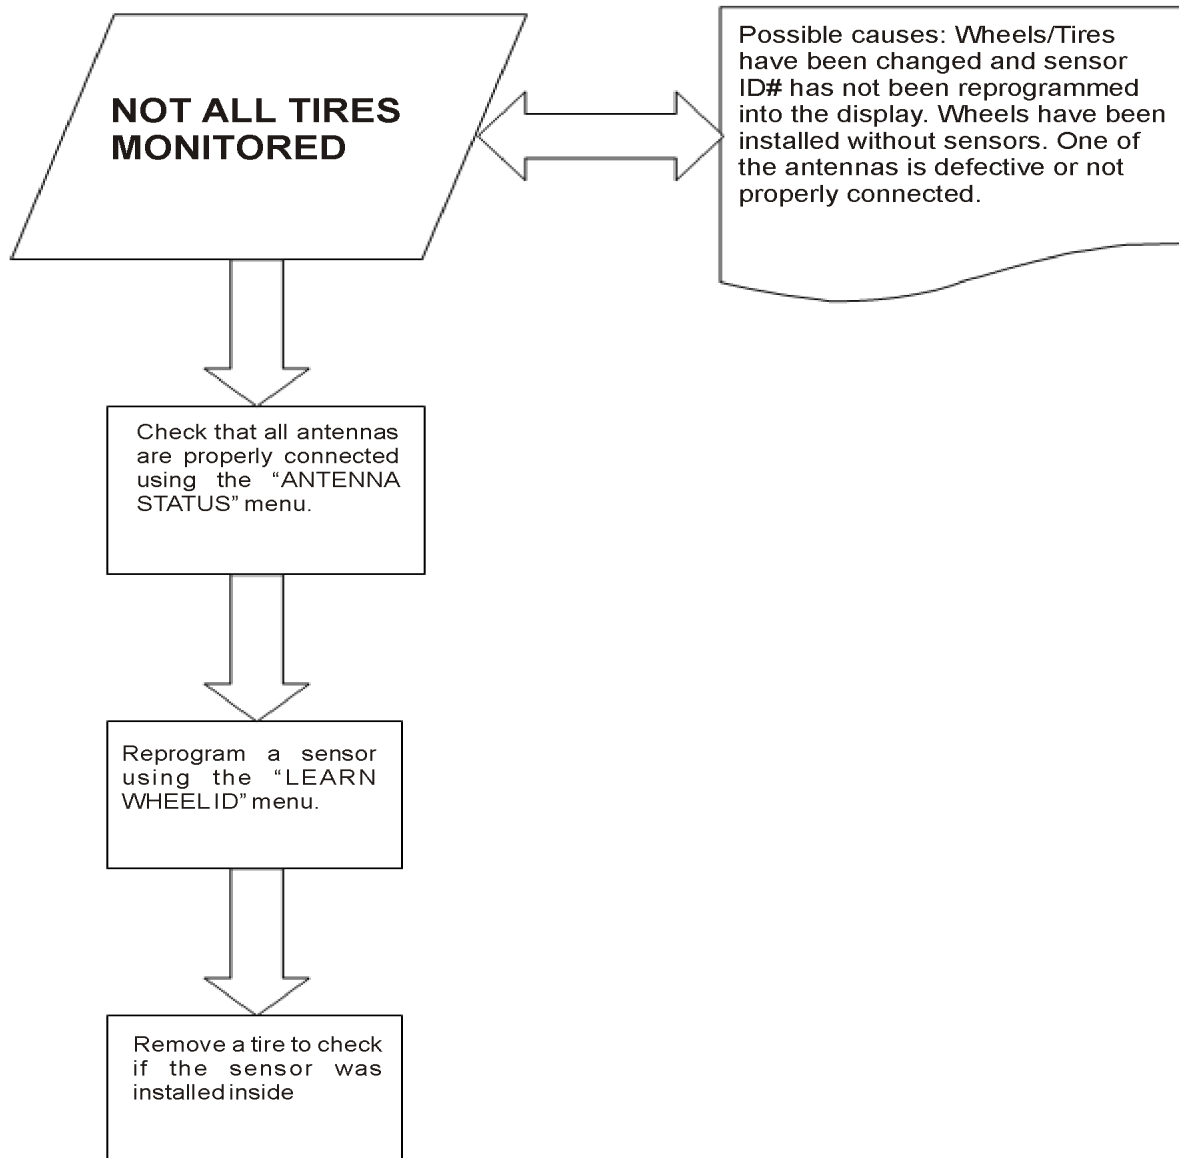 NOT ALL TIRES
MONITORED
Possible causes: Wheels/Tires
have been changed and sensor
ID# has not been reprogrammed
into the display. Wheels have been
installed without sensors. One of
the antennas is defective or not
properly connected.
Check that all antennas
are properly connected
using the “ANTENNA
STATUS” menu.
Reprogram a sensor
using the “LEARN
WHEEL ID” menu.
Remove a tire to check
if the sensor was
installed inside